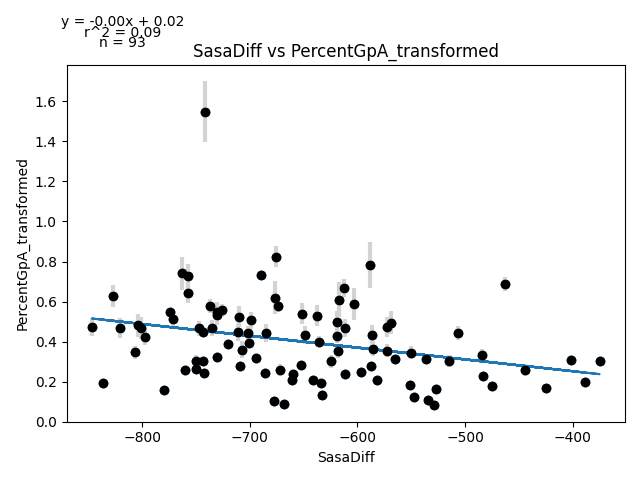 y = -0.00x + 0.02
r^2 = 0.09
n = 93
SasaDiff vs PercentGpA_transformed
PercentGpA_transformed
1.6
1.4
1.2
1.0
0.8
0.6
0.4
0.2
0.0
−800
−700
−600
−500
−400
SasaDiff